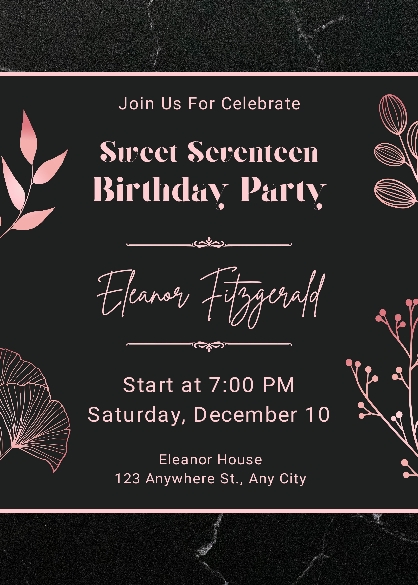 Join Us For Celebrate
Sweet Seventeen
Birthday Party
Eleanor Fitzgerald
Start at 7:00 PM
Saturday, December 10
Eleanor House
123 Anywhere St., Any City